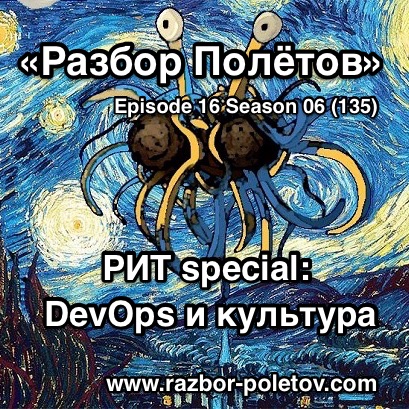 «Разбор Полётов»
Episode 16 Season 06 (135)
РИТ special:
DevOps и культура
www.razbor-poletov.com